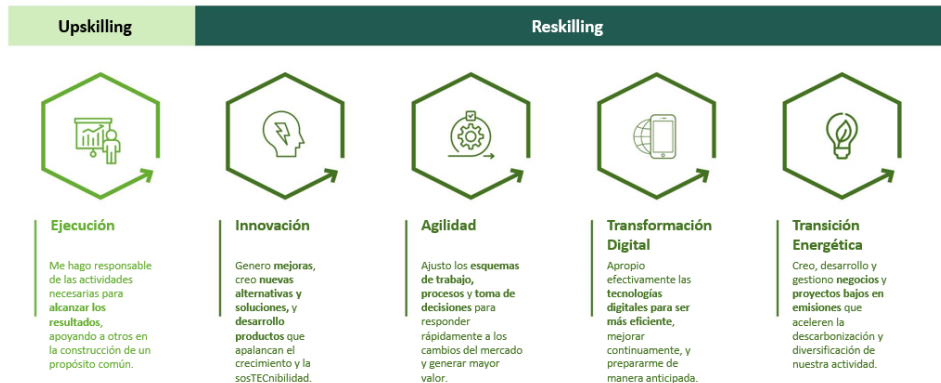 Upskilling
Reskilling
Ejecución
Me hago responsable
de las actividades
necesarias para
alcanzar los
resultados,
apoyando a otros en
la construcción de un
propósito común.
Innovación
Genero mejoras,
creo nuevas
alternativas y
soluciones, y
desarrollo
productos que
apalancan el
crecimiento y la
sosTECnibilidad.
Agilidad
Ajusto los esquemas
de trabajo,
procesos y toma de
decisiones para
responder
rápidamente a los
cambios del mercado
y generar mayor
valor.
Transformación
Digital
Apropio
efectivamente las
tecnologías
digitales para ser
más eficiente,
mejorar
continuamente, y
prepararme de
manera anticipada.
Transición
Energética
Creo, desarrollo y
gestiono negocios y
proyectos bajos en
emisiones que
aceleren la
descarbonización y
diversificación de
nuestra actividad.